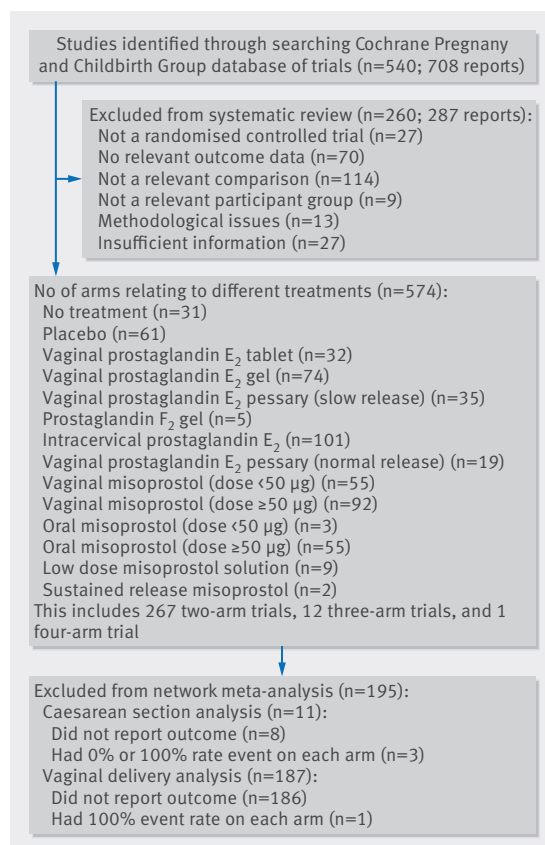 Studies identified through searching Cochrane Pregnany
and Childbirth Group database of trials (n=540; 708 reports)
Excluded from systematic review (n=260; 287 reports):
Not a randomised controlled trial (n=27)
No relevant outcome data (n=70)
Not a relevant comparison (n=114)
Not a relevant participant group (n=9)
Methodological issues (n=13)
Insufficient information (n=27)
No of arms relating to different treatments (n=574):
No treatment (n=31)
Placebo (n=61)
Vaginal prostaglandin E₂ tablet (n=32)
Vaginal prostaglandin E₂ gel (n=74)
Vaginal prostaglandin E₂ pessary (slow release) (n=35)
Prostaglandin F₂ gel (n=5)
Intracervical prostaglandin E₂ (n=101)
Vaginal prostaglandin E₂ pessary (normal release) (n=19)
Vaginal misoprostol (dose <50 µg) (n=55)
Vaginal misoprostol (dose ≥50 µg) (n=92)
Oral misoprostol (dose <50 µg) (n=3)
Oral misoprostol (dose ≥50 µg) (n=55)
Low dose misoprostol solution (n=9)
Sustained release misoprostol (n=2)
This includes 267 two-arm trials, 12 three-arm trials, and 1
four-arm trial
Excluded from network meta-analysis (n=195):
Caesarean section analysis (n=11):
Did not report outcome (n=8)
Had 0% or 100% rate event on each arm (n=3)
Vaginal delivery analysis (n=187):
Did not report outcome (n=186)
Had 100% event rate on each arm (n=1)